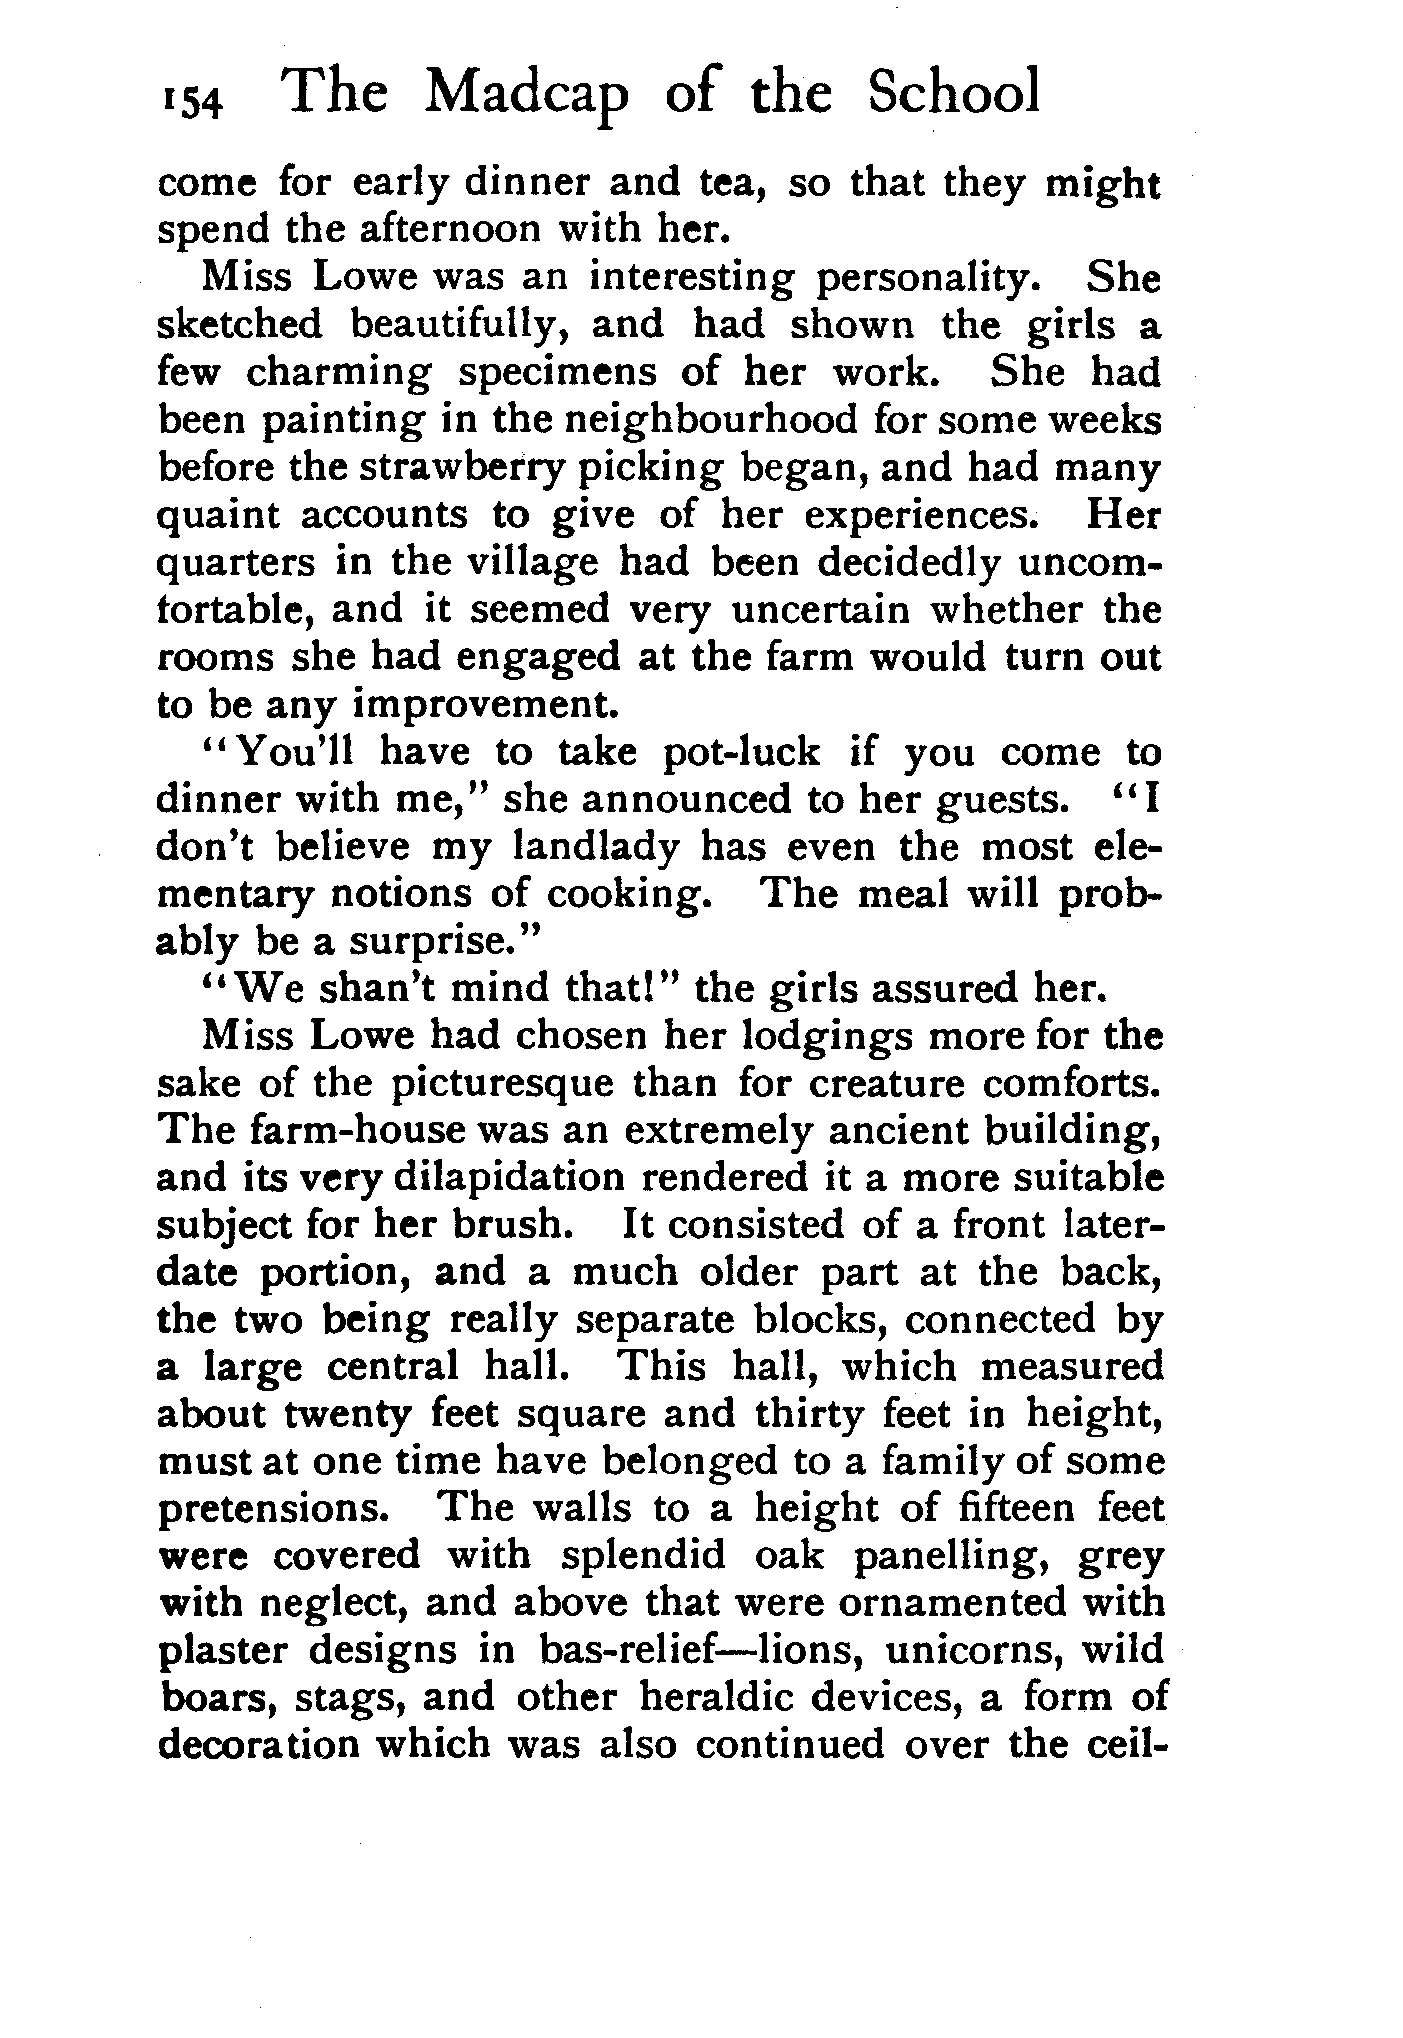 154 The Madcap of the School
come for early dinner and tea, so that they might
spend the afternoon with her.
Miss Lowe was an interesting personality. She
sketched beautifully, and had shown the girls a
few charming specimens of her work. She had
been painting in the neighbourhood for some weeks
before the strawberry picking began, and had many
quaint accounts to give of her experiences. Her
quarters in the village had been decidedly uncom-
fortable, and it seemed very uncertain whether the
rooms she had engaged at the farm would turn out
to be any improvement.
“You’ll have to take pot-luck if you come to
dinner with me,” she announced to her guests. “I
don’t believe my landlady has even the most ele-
mentary notions of cooking. The meal will prob-
ably be a surprise.”
“We shan’t mind that!” the girls assured her.
Miss Lowe had chosen her lodgings more for the
sake of the picturesque than for creature comforts.
The farm-house was an extremely ancient building,
and its very dilapidation rendered it a more suitable
subject for her brush. It consisted of a front later-
date portion, and a much older part at the back,
the two being really separate blocks, connected by
a large central hall. This hall, which measured
about twenty feet square and thirty feet in height,
must at one time have belonged to a family of some
pretensions. The walls to a height of fifteen feet
were covered with splendid oak panelling, grey
with neglect, and above that were ornamented with
plaster designs in bas-relief—lions, unicorns, wild
boars, stags, and other heraldic devices, a form of
decoration which was also continued over the ceil-